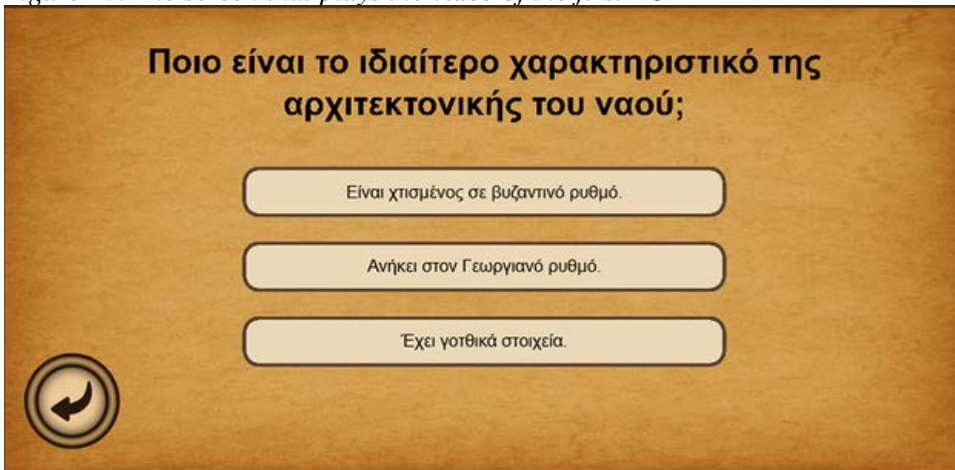 Ποιο είναι το ιδιαίτερο χαρακτηριστικό της
αρχιτεκτονικής του ναού;
Είναι χτισμένος σε βυζαντινό ρυθμό.
Ανήκει στον Γεωργιανό ρυθμό.
Έχει γοτθικά στοιχεία.